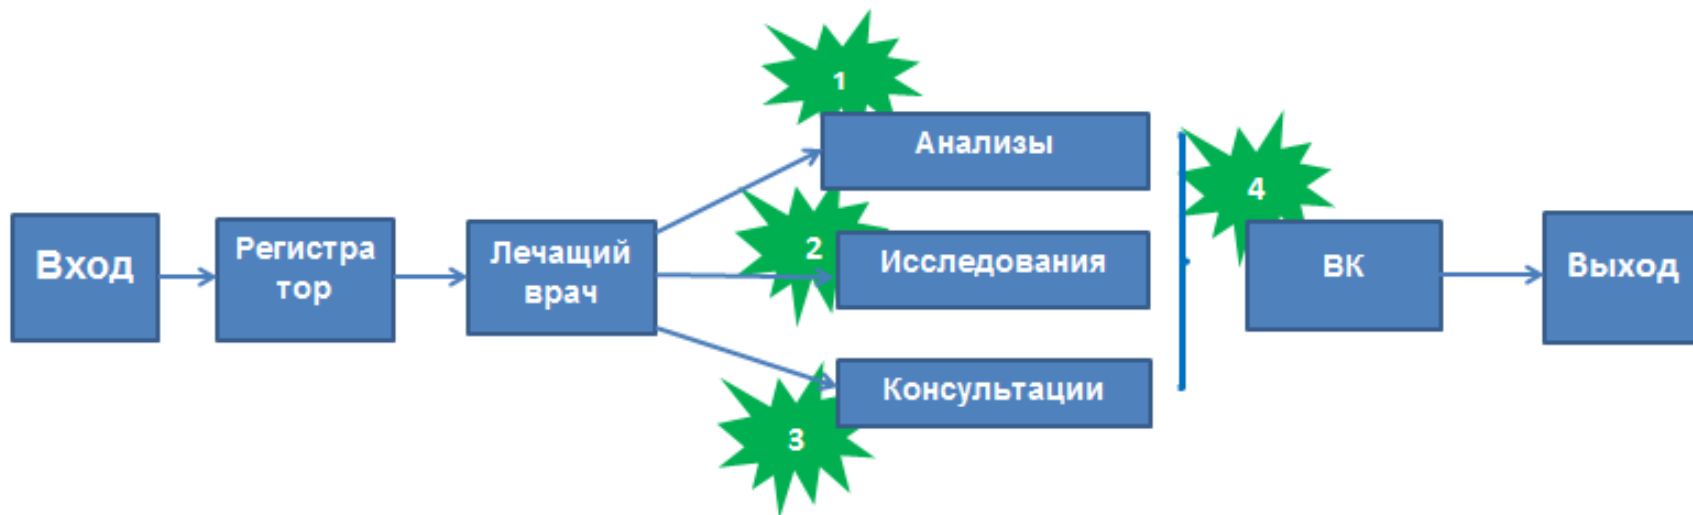 Вход
Регистра
тор
Лечащий
врач
1
Анализы
2
Исследования
3
Консультации
4
ВК
Выход